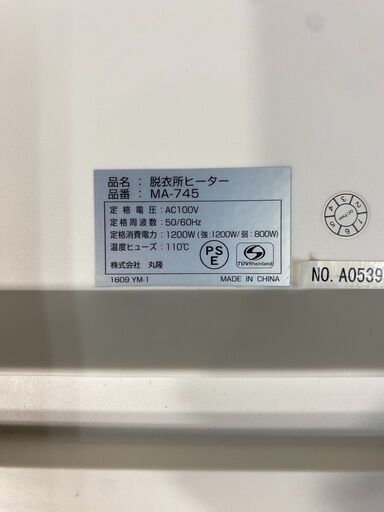 品名 : 脱衣所ヒーター
品番 : MA-745
定格電圧 : AC100V
定格周波数 : 50/60Hz
定格消費電力 : 1200W (強:1200W/弱:800W)
温度ヒューズ : 110℃
PS
E
TÜVRheinland
株式会社 丸隆
1809 YM-1
MADE IN CHINA
NO. A0539